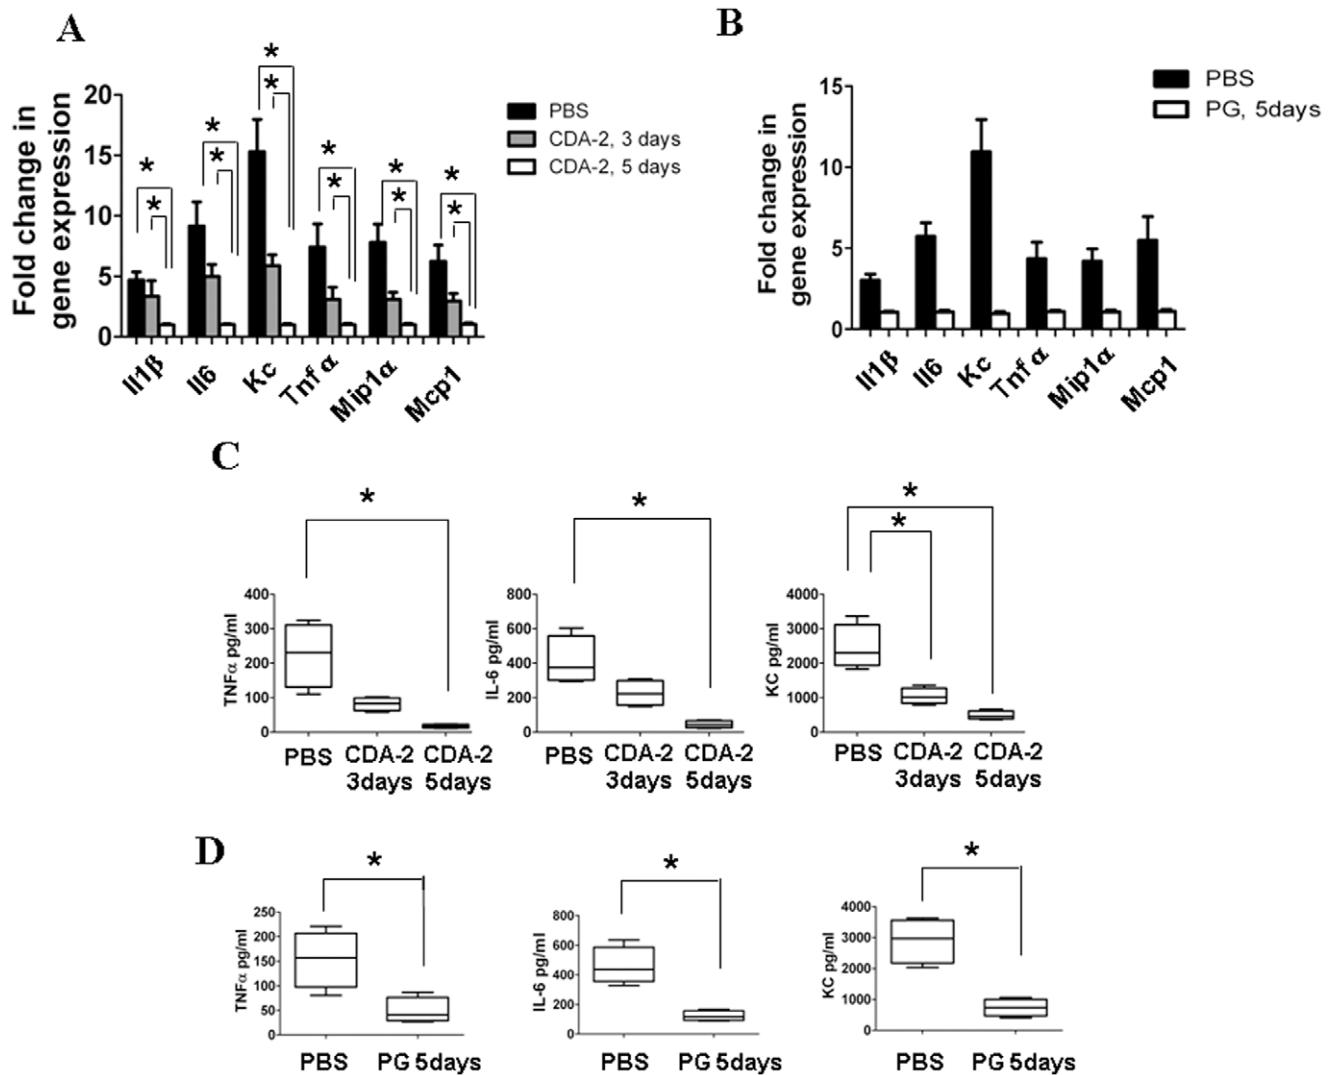 A
Fold change in
gene expression
20
15
10
5
0
* * * * * * * * * * * *
PBS
CDA-2, 3 days
CDA-2, 5 days
Il1β Il6 Kc Tnf α Mip1α Mcp1
B
Fold change in
gene expression
15
10
5
0
PBS
PG, 5days
Il1β Il6 Kc Tnf α Mip1α Mcp1
C
*
TNFα pg/ml
400
300
200
100
0
PBS CDA-2 CDA-2
3days 5days
*
IL-6 pg/ml
800
600
400
200
0
PBS CDA-2 CDA-2
3days 5days
*
*
KC pg/ml
4000
3000
2000
1000
0
PBS CDA-2 CDA-2
3days 5days
D
*
TNFα pg/ml
250
200
150
100
50
0
PBS PG 5days
*
IL-6 pg/ml
800
600
400
200
0
PBS PG 5days
*
KC pg/ml
4000
3000
2000
1000
0
PBS PG 5days